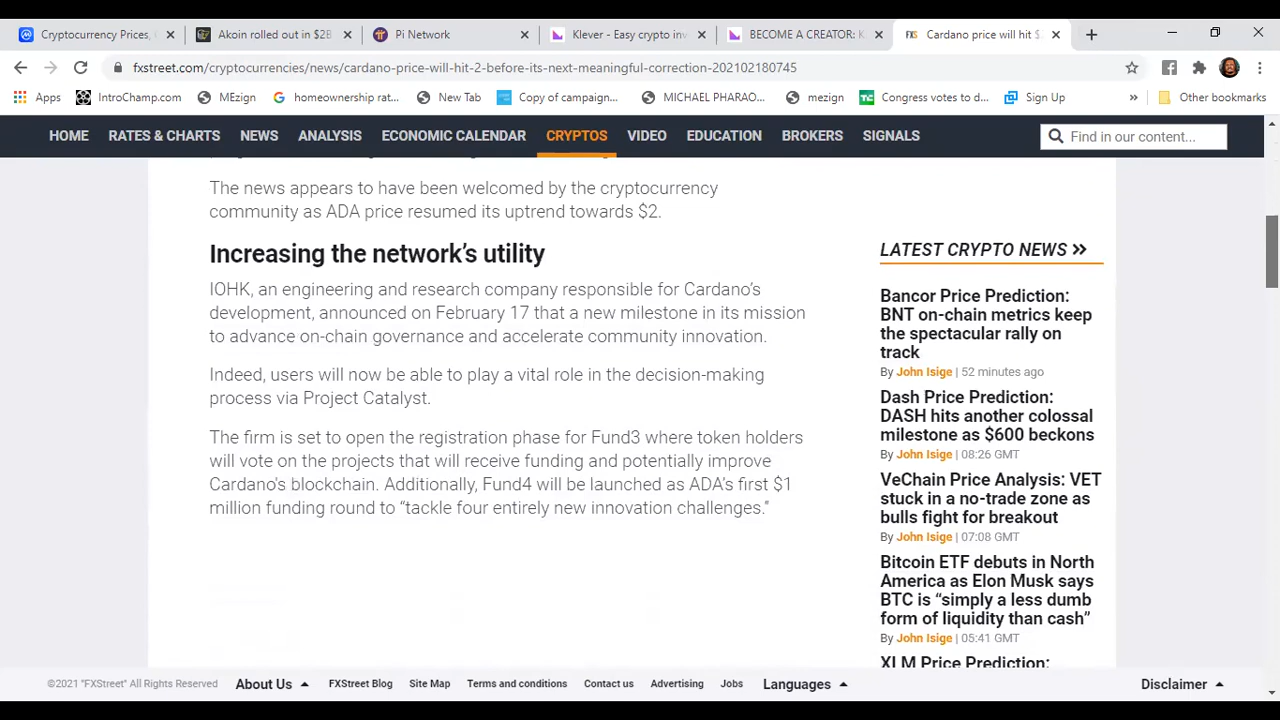 Cryptocurrency Prices,
Akoin rolled out in $2B
Pi Network
Klever - Easy crypto inv
BECOME A CREATOR: K
FXS Cardano price will hit $
fxstreet.com/cryptocurrencies/news/cardano-price-will-hit-2-before-its-next-meaningful-correction-202102180745
Apps IntroChamp.com MEzign homeownership rat... New Tab Copy of campaign... MICHAEL PHARAO... mezign Congress votes to d... Sign Up » Other bookmarks
HOME RATES & CHARTS NEWS ANALYSIS ECONOMIC CALENDAR CRYPTOS VIDEO EDUCATION BROKERS SIGNALS Find in our content...
The news appears to have been welcomed by the cryptocurrency
community as ADA price resumed its uptrend towards $2.
Increasing the network's utility
IOHK, an engineering and research company responsible for Cardano's
development, announced on February 17 that a new milestone in its mission
to advance on-chain governance and accelerate community innovation.
Indeed, users will now be able to play a vital role in the decision-making
process via Project Catalyst.
The firm is set to open the registration phase for Fund3 where token holders
will vote on the projects that will receive funding and potentially improve
Cardano's blockchain. Additionally, Fund4 will be launched as ADA's first $1
million funding round to “tackle four entirely new innovation challenges.”
LATEST CRYPTO NEWS »
Bancor Price Prediction:
BNT on-chain metrics keep
the spectacular rally on
track
By John Isige | 52 minutes ago
Dash Price Prediction:
DASH hits another colossal
milestone as $600 beckons
By John Isige | 08:26 GMT
VeChain Price Analysis: VET
stuck in a no-trade zone as
bulls fight for breakout
By John Isige | 07:08 GMT
Bitcoin ETF debuts in North
America as Elon Musk says
BTC is “simply a less dumb
form of liquidity than cash”
By John Isige | 05:41 GMT
XLM Price Prediction:
©2021 "FXStreet" All Rights Reserved About Us FXStreet Blog Site Map Terms and conditions Contact us Advertising Jobs Languages Disclaimer